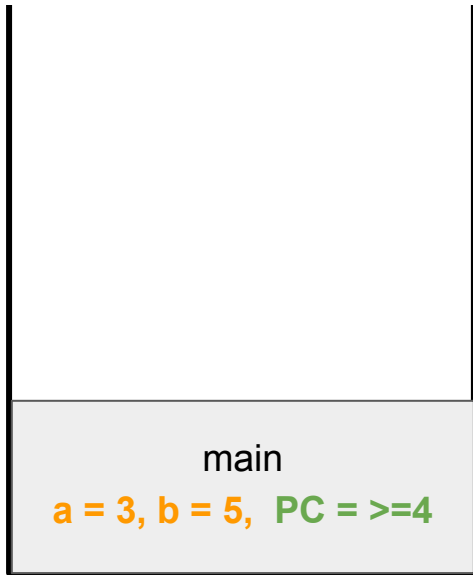 main
a = 3, b = 5, PC = >=4